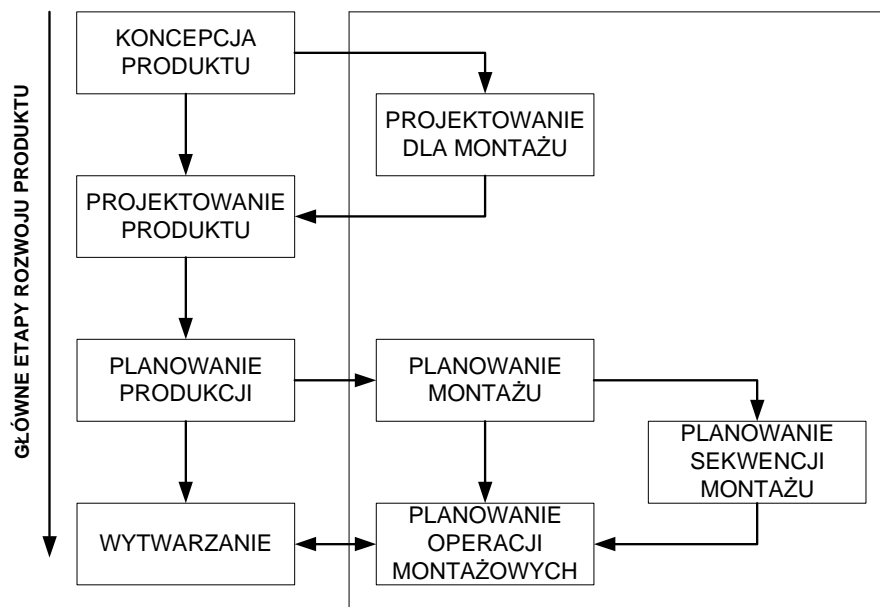 GŁÓWNE ETAPY ROZWOJU PRODUKTU
KONCEPCJA
PRODUKTU
PROJEKTOWANIE
DLA MONTAŻU
PROJEKTOWANIE
PRODUKTU
PLANOWANIE
PRODUKCJI
PLANOWANIE
MONTAŻU
PLANOWANIE
SEKWENCJI
MONTAŻU
WYTWARZANIE
PLANOWANIE
OPERACJI
MONTAŻOWYCH